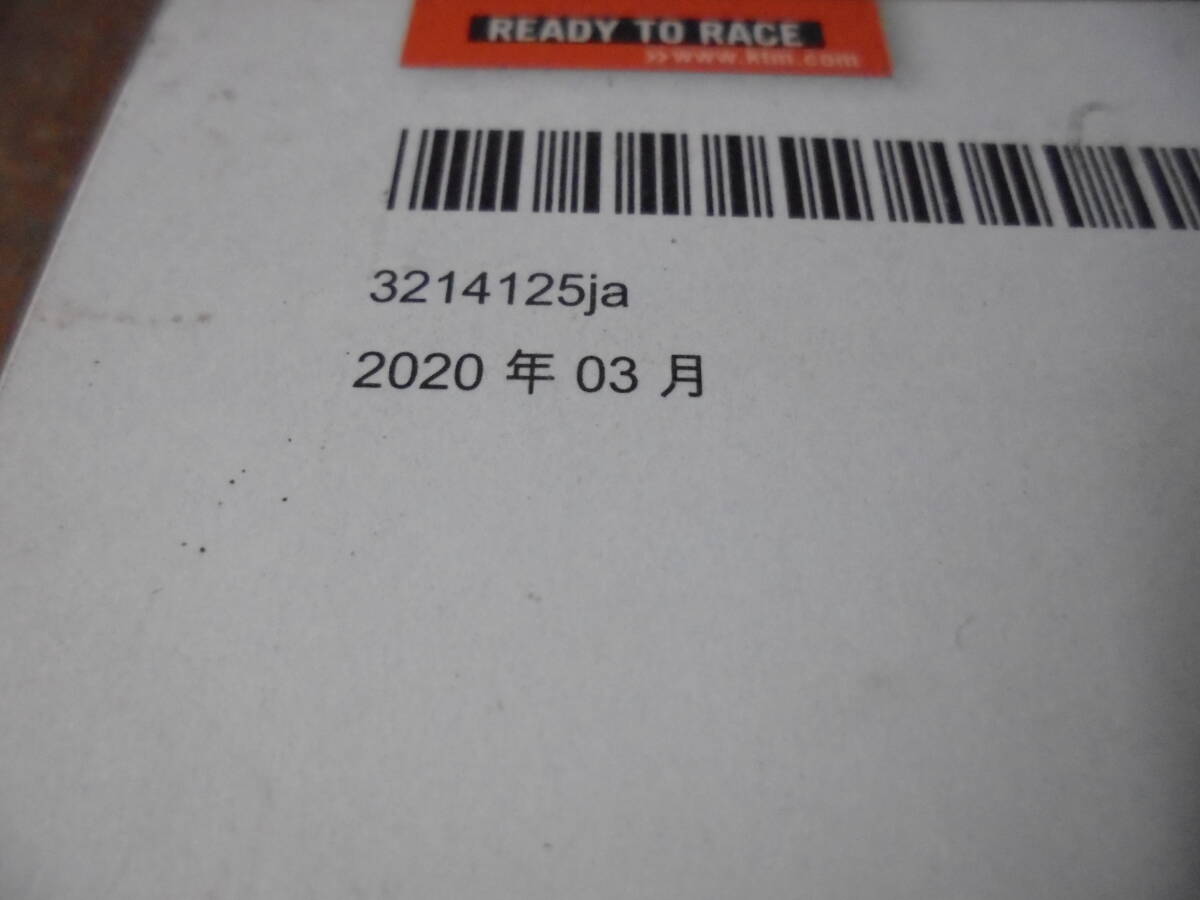 READY TO RACE
»www.ktm.com
3214125ja
2020 年 03 月